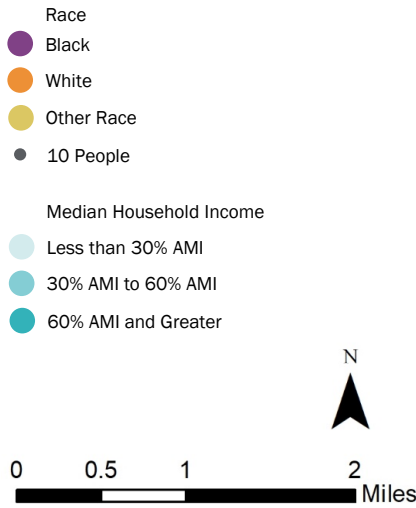 Race
Black
White
Other Race
10 People
Median Household Income
Less than 30% AMI
30% AMI to 60% AMI
60% AMI and Greater
N
0 0.5 1 2
Miles